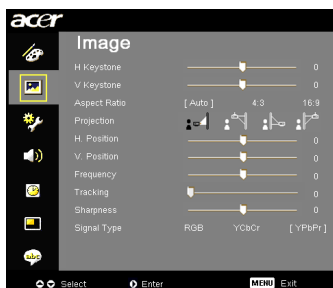 acer
Image
H Keystone 0
V Keystone 0
Aspect Ratio [ Auto ] 4:3 16:9
Projection
H. Position 0
V. Position 0
Frequency 0
Tracking 0
Sharpness 0
Signal Type RGB YCbCr [ YPbPr ]
abc
Select Enter MENU Exit